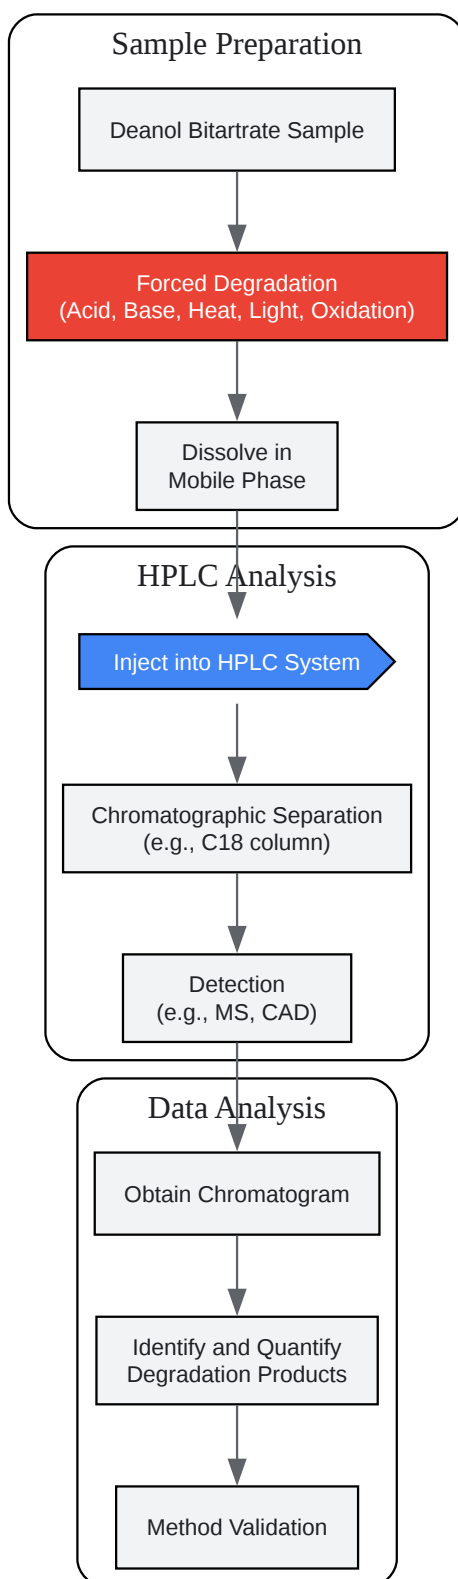 Sample Preparation
Deanol Bitartrate Sample
Forced Degradation
(Acid, Base, Heat, Light, Oxidation)
Dissolve in
Mobile Phase
HPLC Analysis
Inject into HPLC System
Chromatographic Separation
(e.g., C18 column)
Detection
(e.g., MS, CAD)
Data Analysis
Obtain Chromatogram
Identify and Quantify
Degradation Products
Method Validation